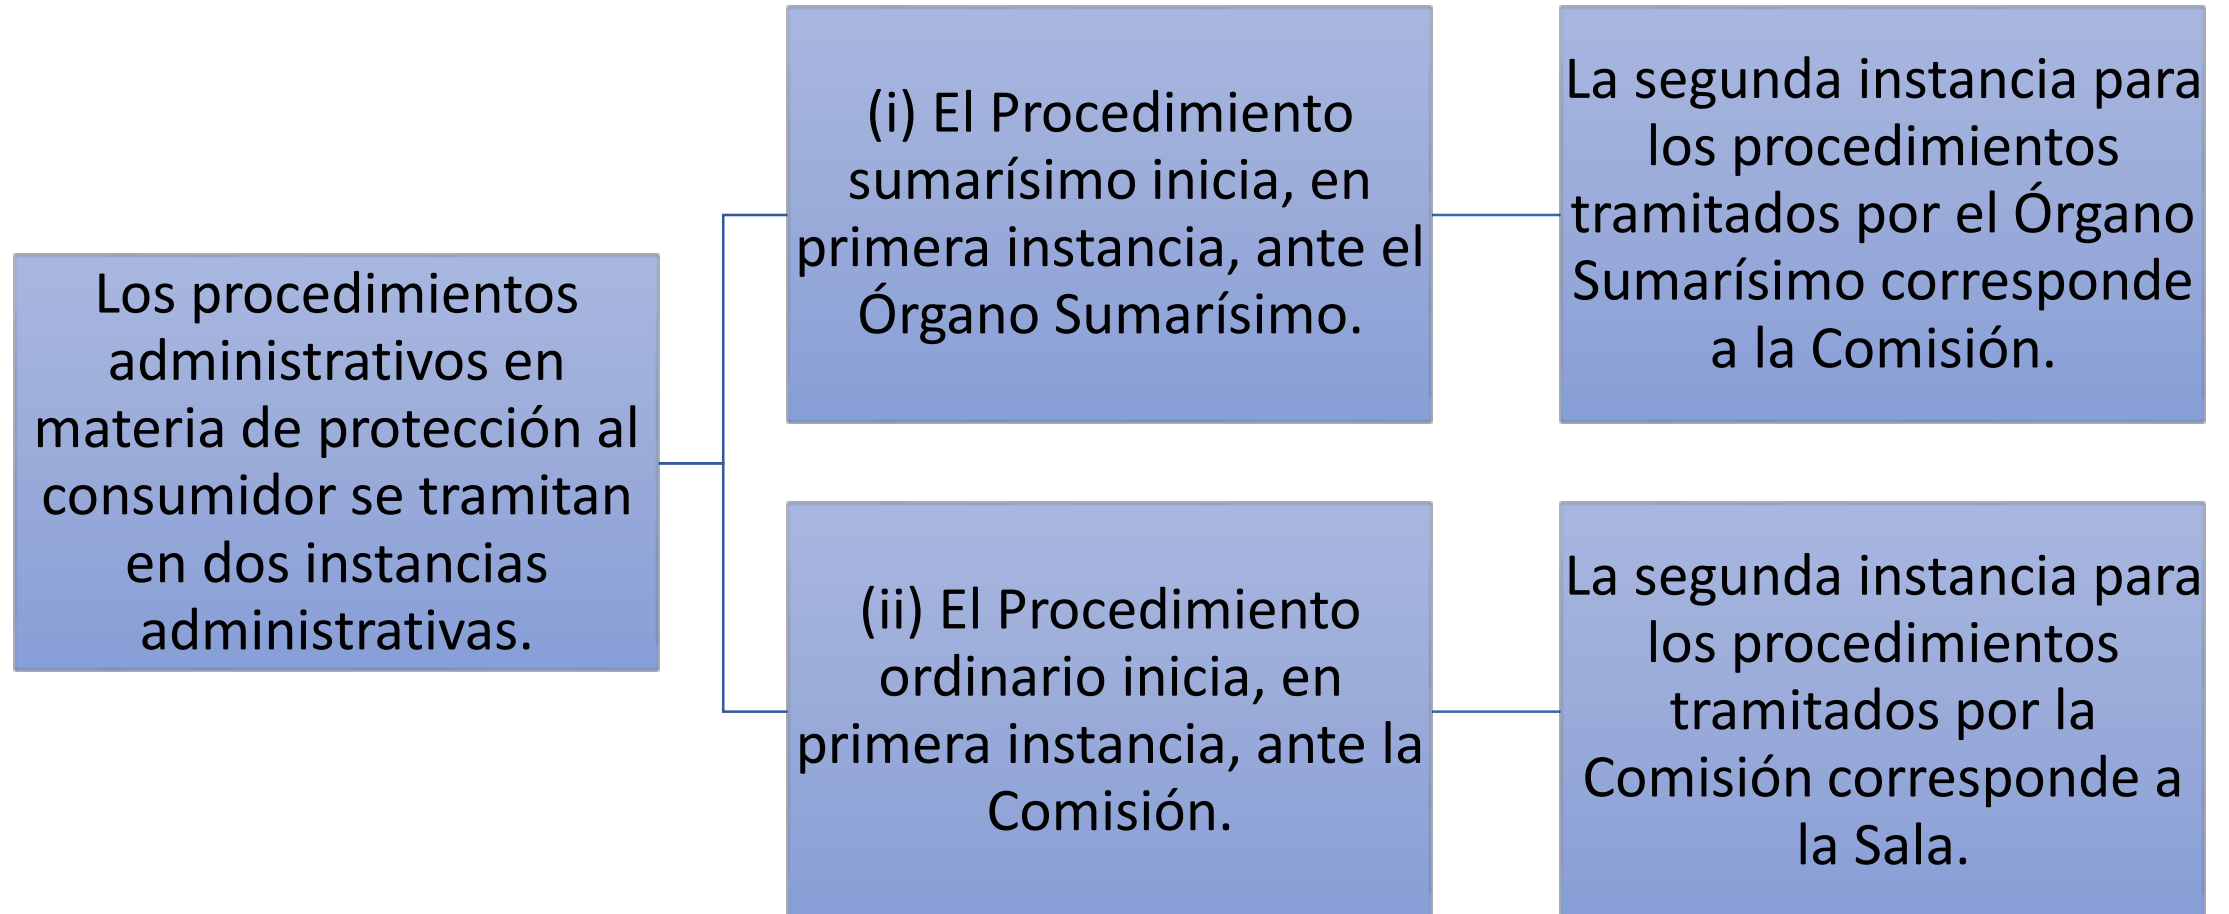 Los procedimientos
administrativos en
materia de protección al
consumidor se tramitan
en dos instancias
administrativas.
(i) El Procedimiento
sumarísimo inicia, en
primera instancia, ante el
Órgano Sumarísimo.
La segunda instancia para
los procedimientos
tramitados por el Órgano
Sumarísimo corresponde
a la Comisión.
(ii) El Procedimiento
ordinario inicia, en
primera instancia, ante la
Comisión.
La segunda instancia para
los procedimientos
tramitados por la
Comisión corresponde a
la Sala.